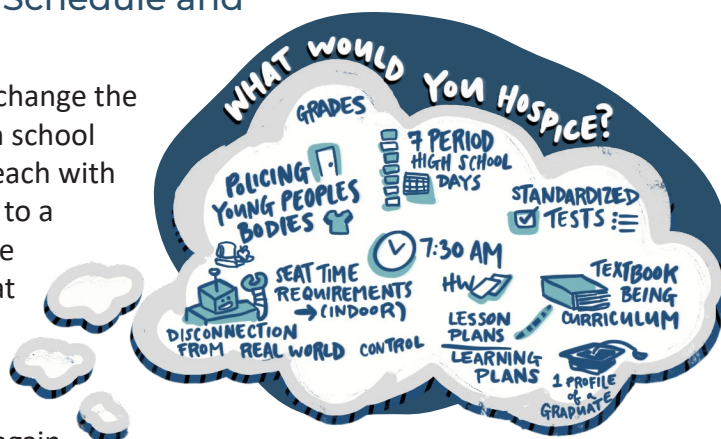 Schedule and
change the
school
each with
to a
WHAT WOULD YOU HOSPICE?
GRADES
POLICING
YOUNG PEOPLES
BODIES
7 PERIOD
HIGH SCHOOL
DAYS
STANDARDIZED
TESTS
7:30 AM
SEAT TIME
REQUIREMENTS
→ (INDOOR)
HW
TEXTBOOK
BEING
CURRICULUM
DISCONNECTION
FROM REAL WORLD
CONTROL
LESSON
PLANS
LEARNING
PLANS
1 PROFILE
of a
GRADUATE